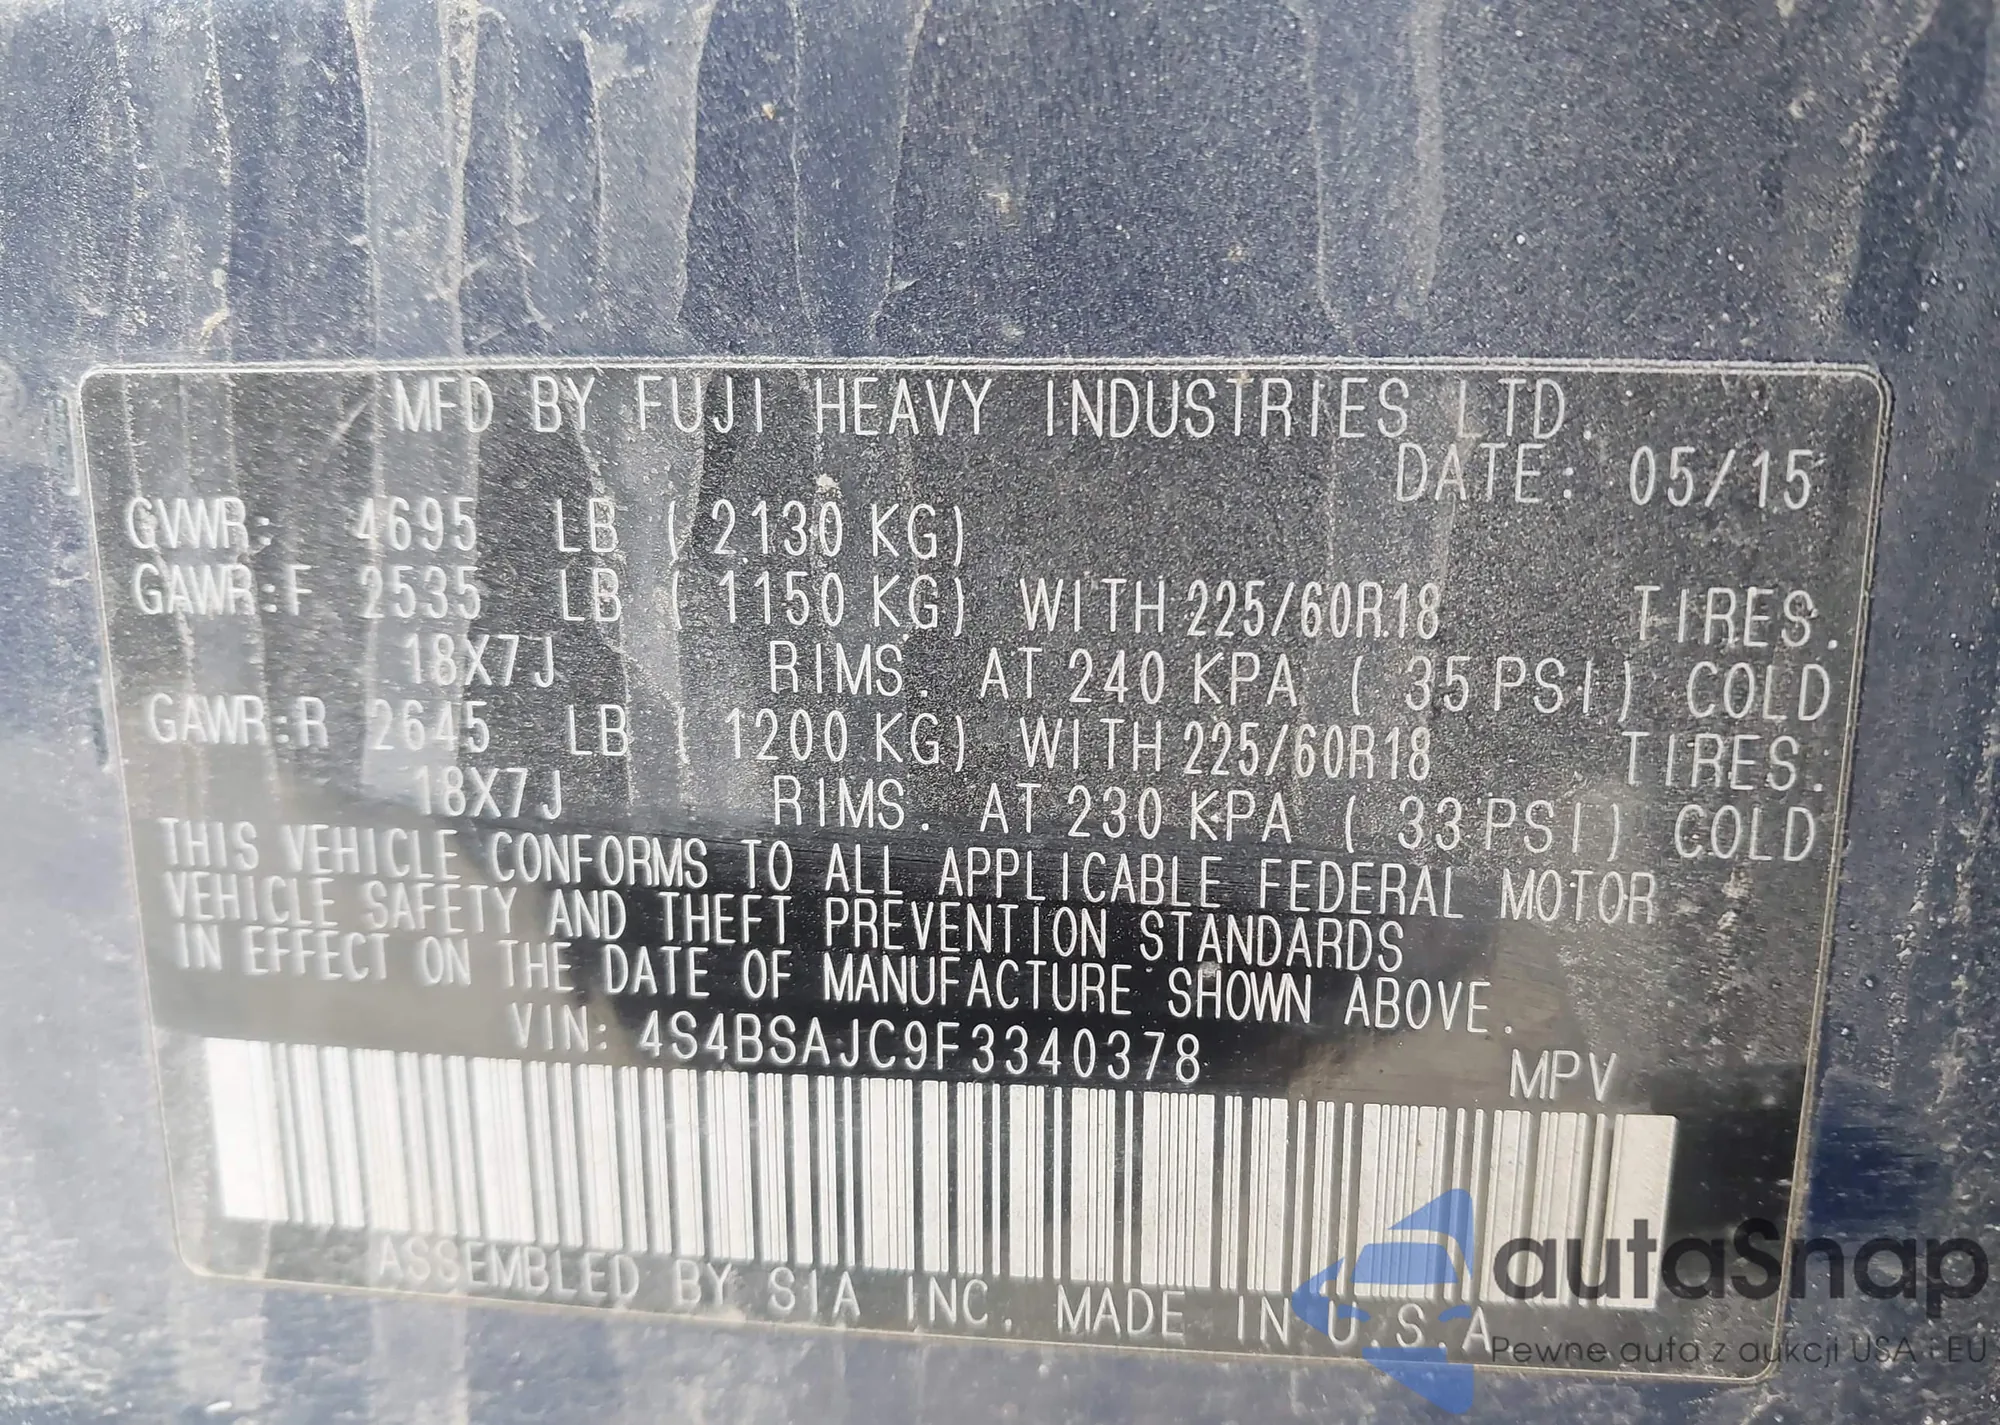 MFD BY FUJI HEAVY INDUSTRIES LTD.
DATE: 05/15
GVWR: 4695 LB ( 2130 KG)
GAWR:F 2535 LB ( 1150 KG) WITH 225/60R18 TIRES.
18X7J RIMS. AT 240 KPA ( 35 PSI) COLD
GAWR:R 2645 LB ( 1200 KG) WITH 225/60R18 TIRES.
18X7J RIMS. AT 230 KPA ( 33 PSI) COLD
THIS VEHICLE CONFORMS TO ALL APPLICABLE FEDERAL MOTOR
VEHICLE SAFETY AND THEFT PREVENTION STANDARDS
IN EFFECT ON THE DATE OF MANUFACTURE SHOWN ABOVE.
VIN: 4S4BSAJC9F3340378
MPV
ASSEMBLED BY SIA INC. MADE IN U.S.A
autaSnap
Pewne auta z aukcji USA i EU